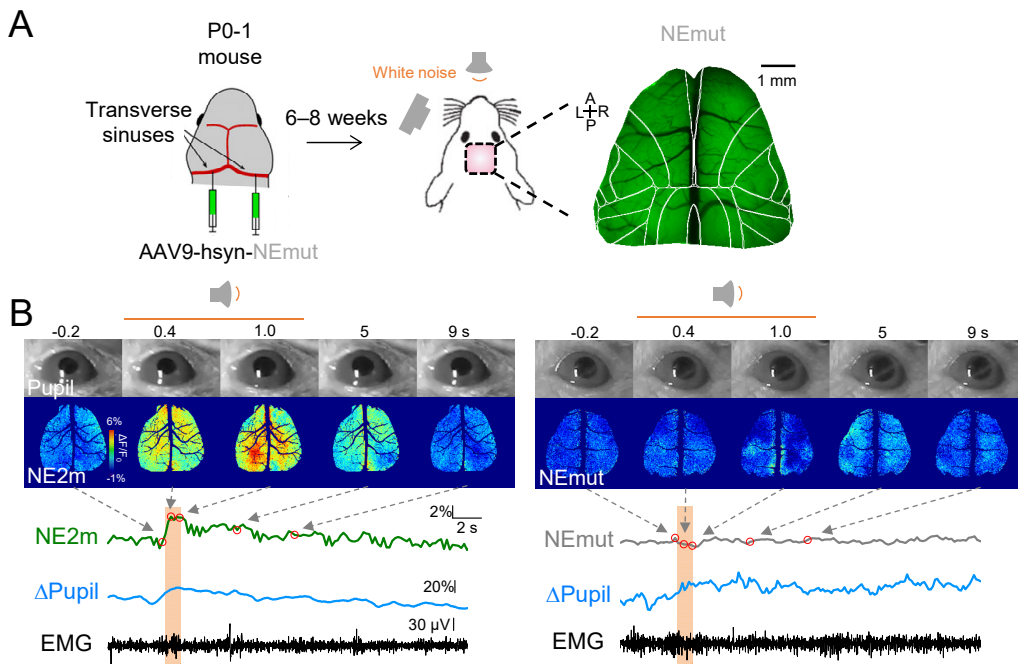 A
P0-1
mouse
Transverse
sinuses
AAV9-hsyn-NEmut
6–8 weeks
White noise
A
L R
P
NEmut
1 mm
B
-0.2 0.4 1.0 5 9 s
Pupil
6%
ΔF/F0
-1%
NE2m
NE2m
2%
2 s
ΔPupil
20%
30 µV
EMG
-0.2 0.4 1.0 5 9 s
NEmut
NEmut
ΔPupil
EMG